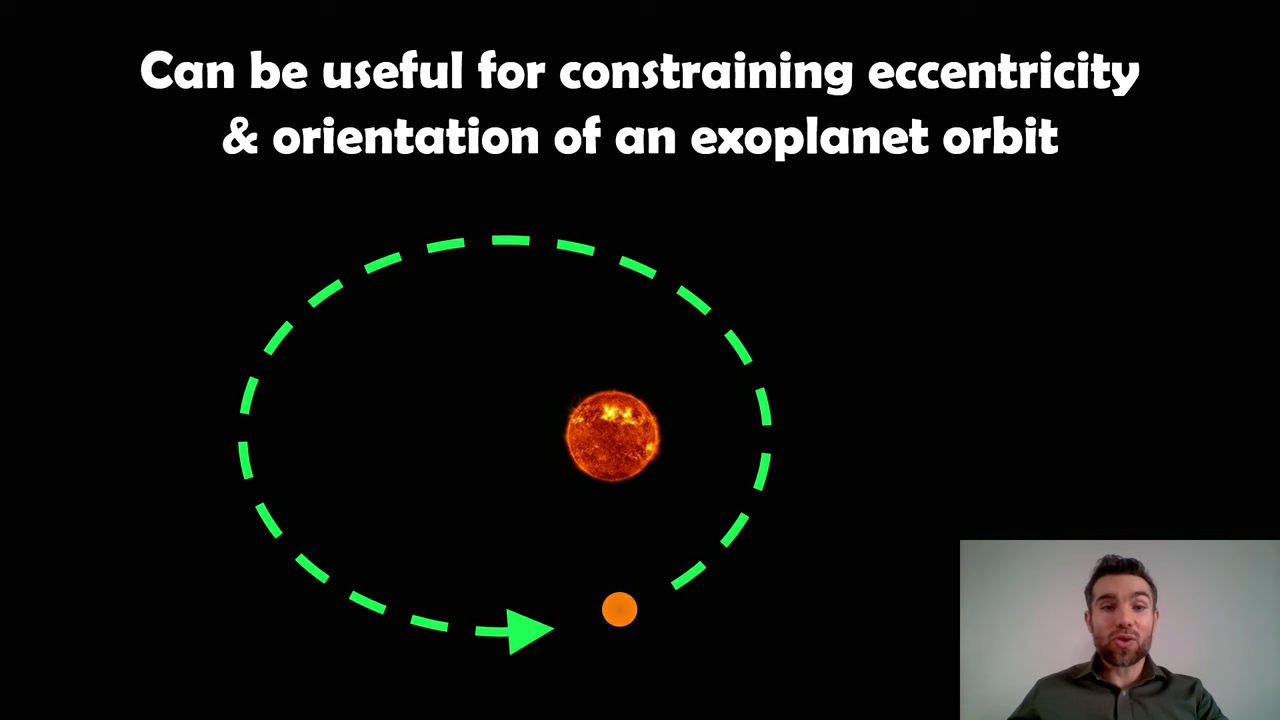 Can be useful for constraining eccentricity
& orientation of an exoplanet orbit